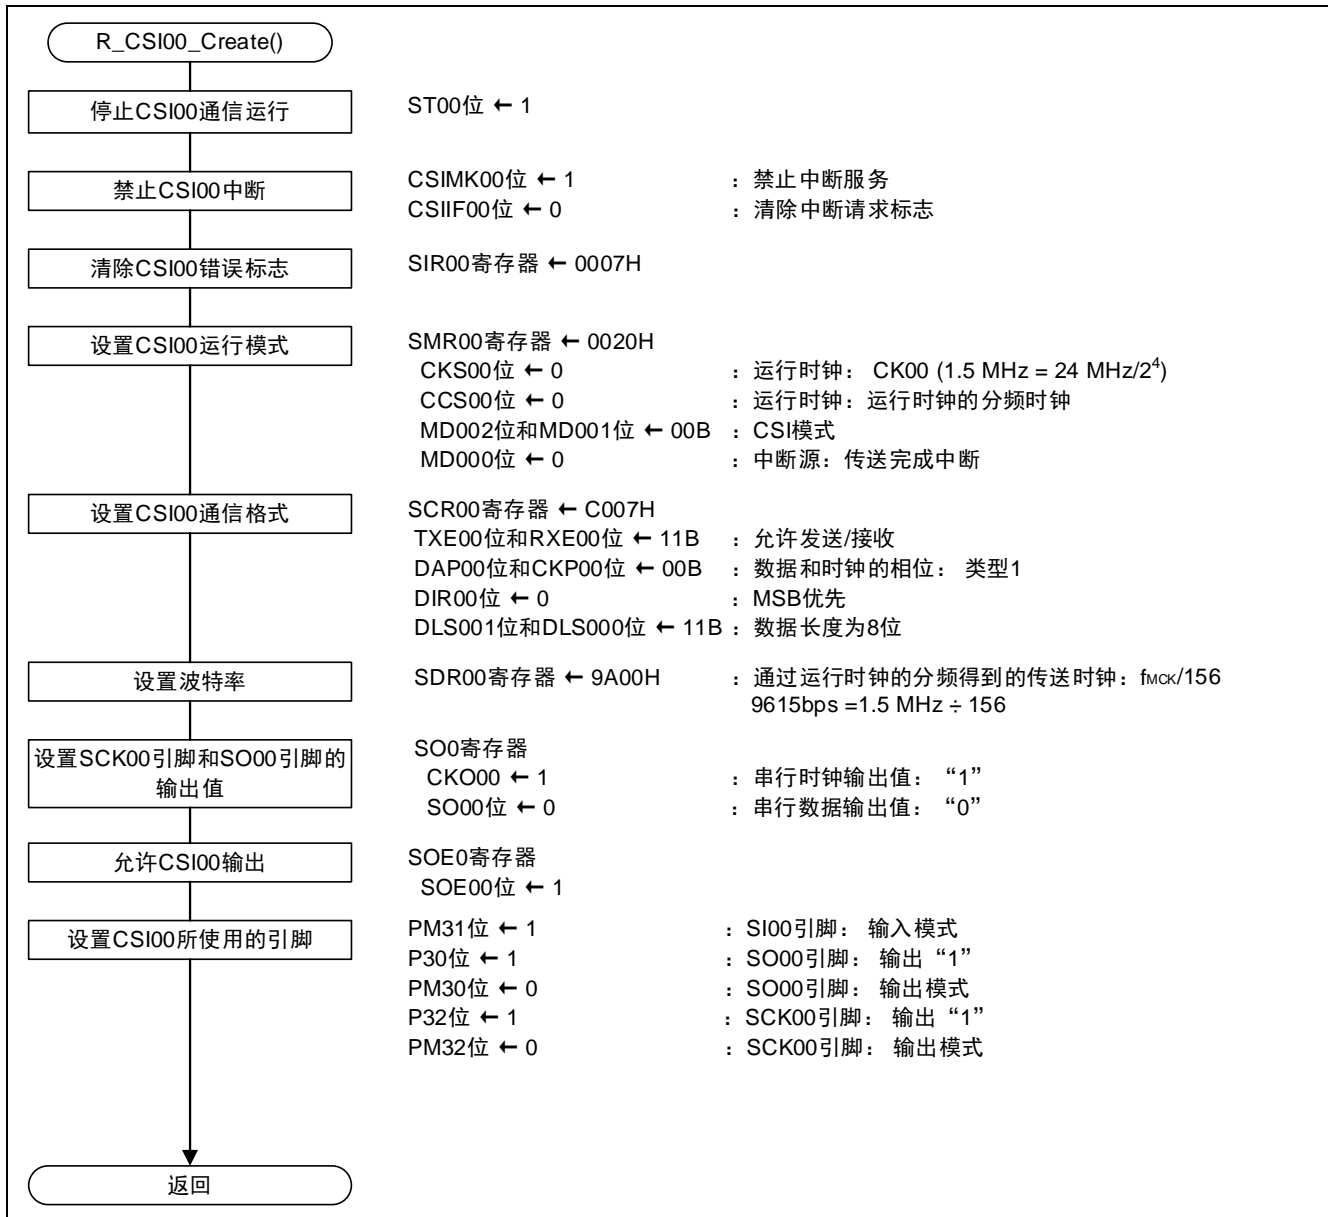 R_CSI00_Create()
停止CSI00通信运行
ST00位 ← 1
禁止CSI00中断
CSIMK00位 ← 1 : 禁止中断服务
CSIIF00位 ← 0 : 清除中断请求标志
清除CSI00错误标志
SIR00寄存器 ← 0007H
设置CSI00运行模式
SMR00寄存器 ← 0020H
CKS00位 ← 0 : 运行时钟： CK00 (1.5 MHz = 24 MHz/2⁴)
CCS00位 ← 0 : 运行时钟：运行时钟的分频时钟
MD002位和MD001位 ← 00B : CSI模式
MD000位 ← 0 : 中断源：传送完成中断
设置CSI00通信格式
SCR00寄存器 ← C007H
TXE00位和RXE00位 ← 11B : 允许发送/接收
DAP00位和CKP00位 ← 00B : 数据和时钟的相位： 类型1
DIR00位 ← 0 : MSB优先
DLS001位和DLS000位 ← 11B : 数据长度为8位
设置波特率
SDR00寄存器 ← 9A00H : 通过运行时钟的分频得到的传送时钟：fMCK/156
9615bps =1.5 MHz ÷ 156
设置SCK00引脚和SO00引脚的
输出值
SO0寄存器
CKO00 ← 1 : 串行时钟输出值： “1”
SO00位 ← 0 : 串行数据输出值： “0”
允许CSI00输出
SOE0寄存器
SOE00位 ← 1
设置CSI00所使用的引脚
PM31位 ← 1 : SI00引脚： 输入模式
P30位 ← 1 : SO00引脚： 输出 “1”
PM30位 ← 0 : SO00引脚： 输出模式
P32位 ← 1 : SCK00引脚： 输出 “1”
PM32位 ← 0 : SCK00引脚： 输出模式
返回